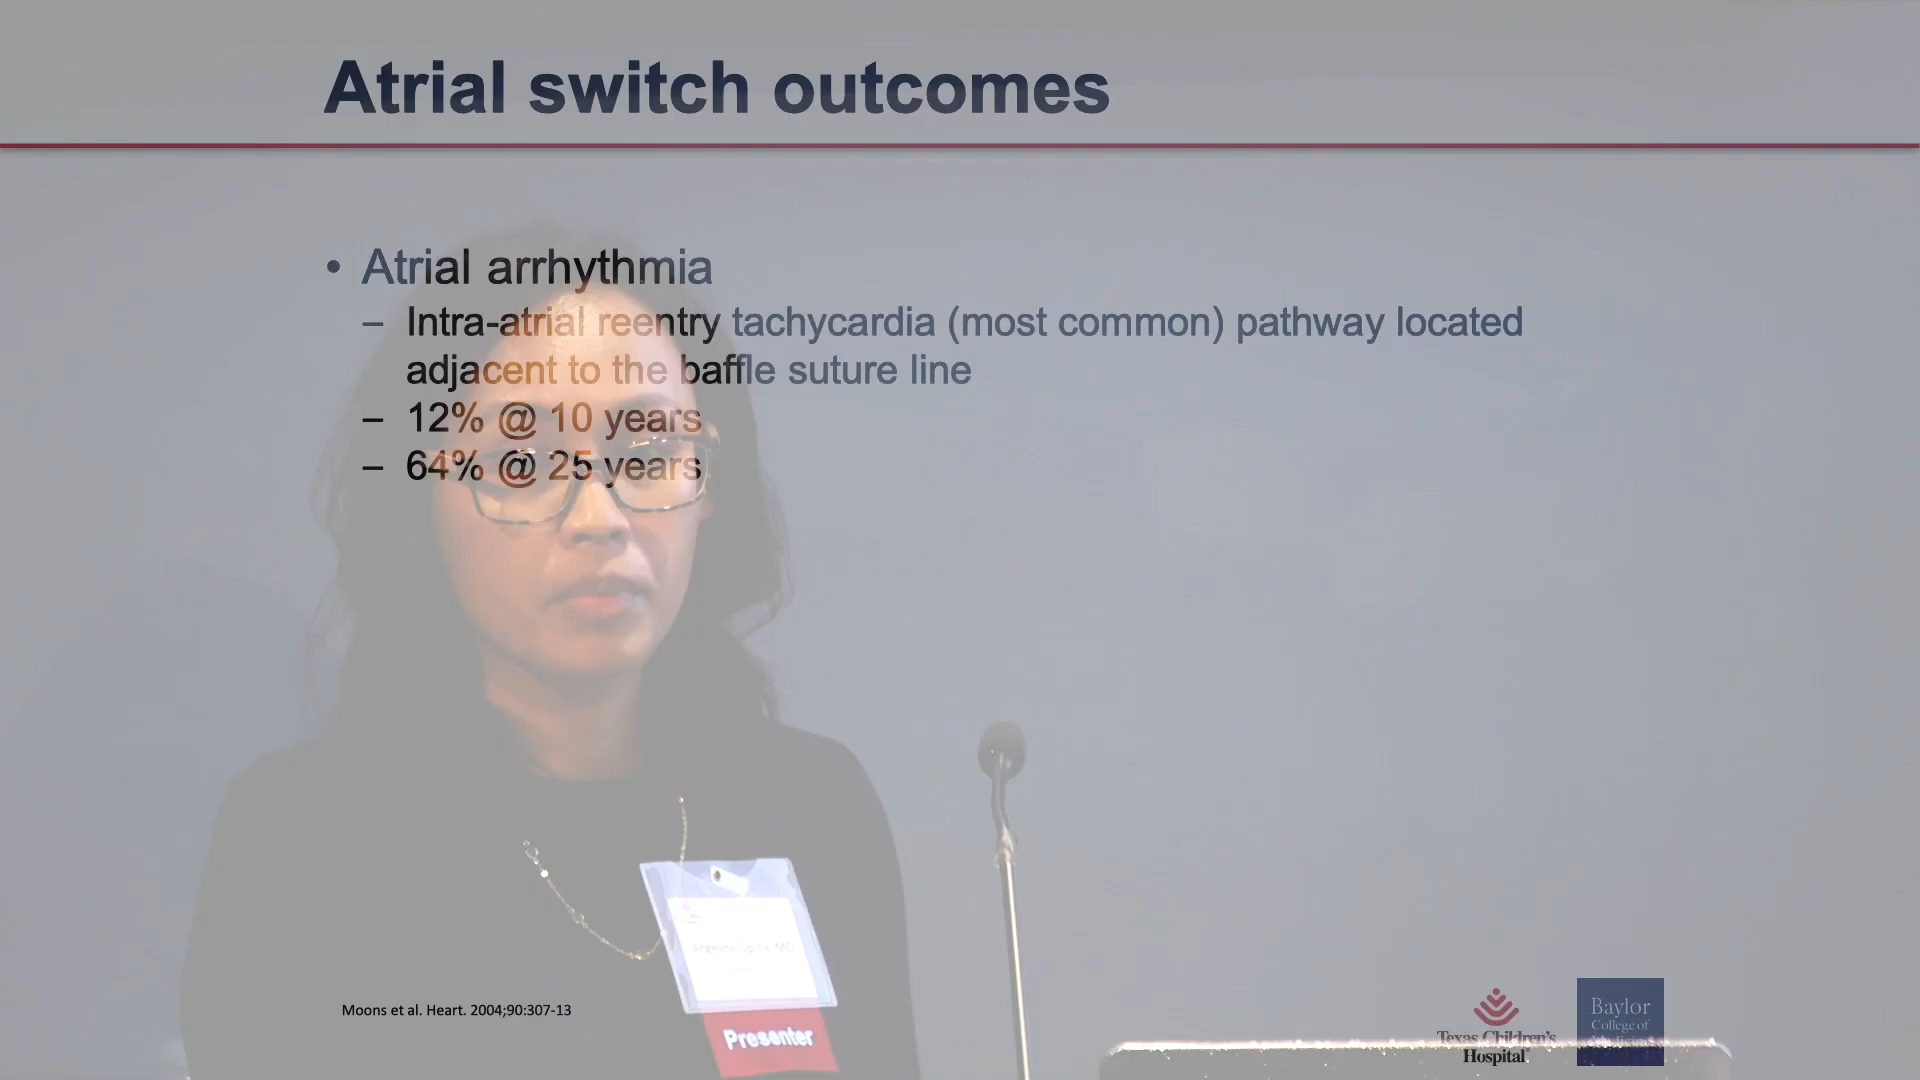 Atrial switch outcomes
• Atrial arrhythmia
– Intra-atrial reentry tachycardia (most common) pathway located
adjacent to the baffle suture line
– 12% @ 10 years
– 64% @ 25 years
MD
Presenter
Moons et al. Heart. 2004;90:307-13
Texas Children's
Hospital
Baylor
College of
Medicine